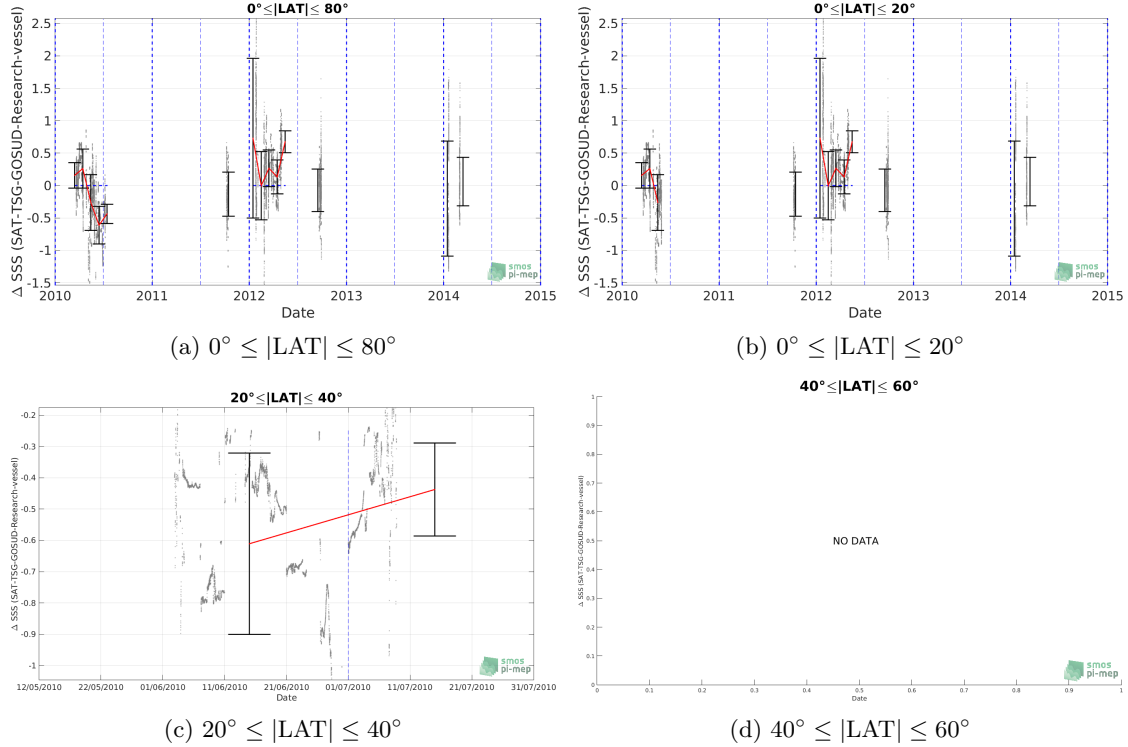 0°≤|LAT|≤ 80°
Δ SSS (SAT-TSG-GOSUD-Research-vessel)
2.5
2
1.5
1
0.5
0
-0.5
-1
-1.5
smos
pi-mep
2010 2011 2012 2013 2014 2015
Date
(a) 0° ≤ |LAT| ≤ 80°
0°≤|LAT|≤ 20°
Δ SSS (SAT-TSG-GOSUD-Research-vessel)
2.5
2
1.5
1
0.5
0
-0.5
-1
-1.5
smos
pi-mep
2010 2011 2012 2013 2014 2015
Date
(b) 0° ≤ |LAT| ≤ 20°
20°≤|LAT|≤ 40°
Δ SSS (SAT-TSG-GOSUD-Research-vessel)
-0.2
-0.3
-0.4
-0.5
-0.6
-0.7
-0.8
-0.9
-1
smos
pi-mep
12/05/2010 22/05/2010 01/06/2010 11/06/2010 21/06/2010 01/07/2010 11/07/2010 21/07/2010 31/07/2010
Date
(c) 20° ≤ |LAT| ≤ 40°
40°≤|LAT|≤ 60°
Δ SSS (SAT-TSG-GOSUD-Research-vessel)
1
0.9
0.8
0.7
0.6
0.5
0.4
0.3
0.2
0.1
0
NO DATA
smos
pi-mep
0 0.1 0.2 0.3 0.4 0.5 0.6 0.7 0.8 0.9 1
Date
(d) 40° ≤ |LAT| ≤ 60°